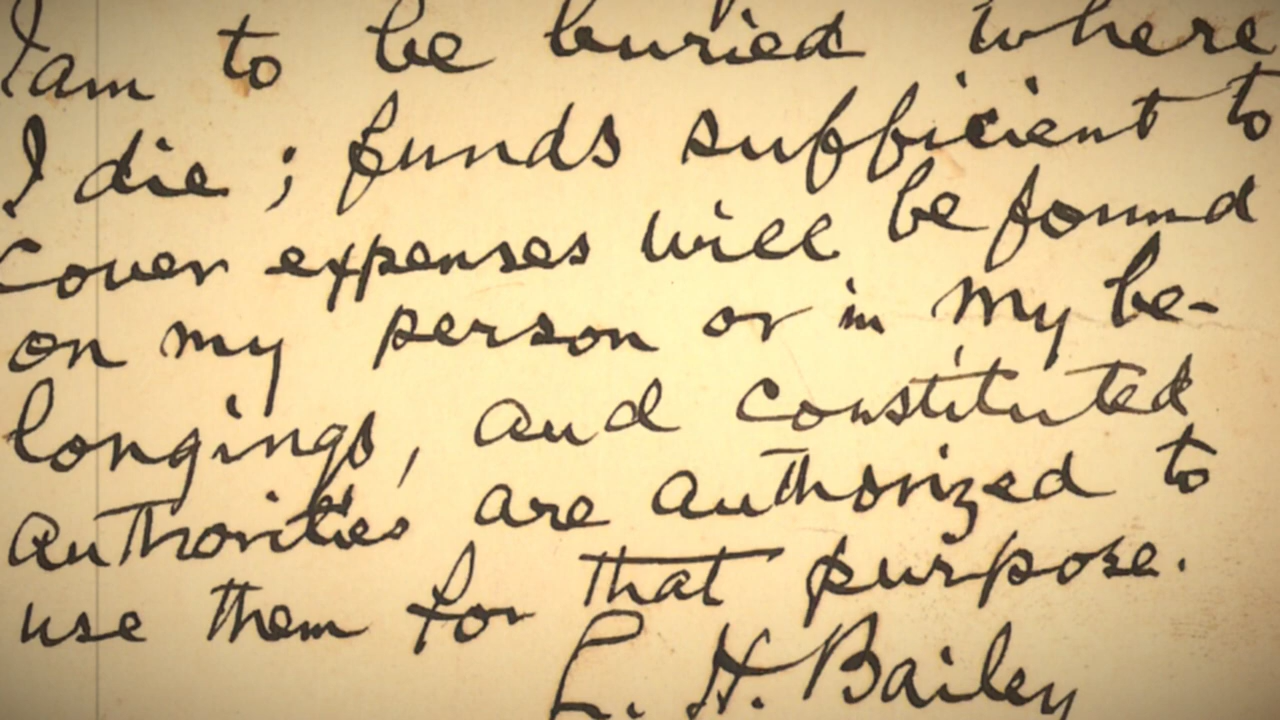 I am to be buried where
I die; funds sufficient to
cover expenses will be found
on my person or in my be-
longings, and constituted
authorities are authorized to
use them for that purpose.
L. H. Bailey